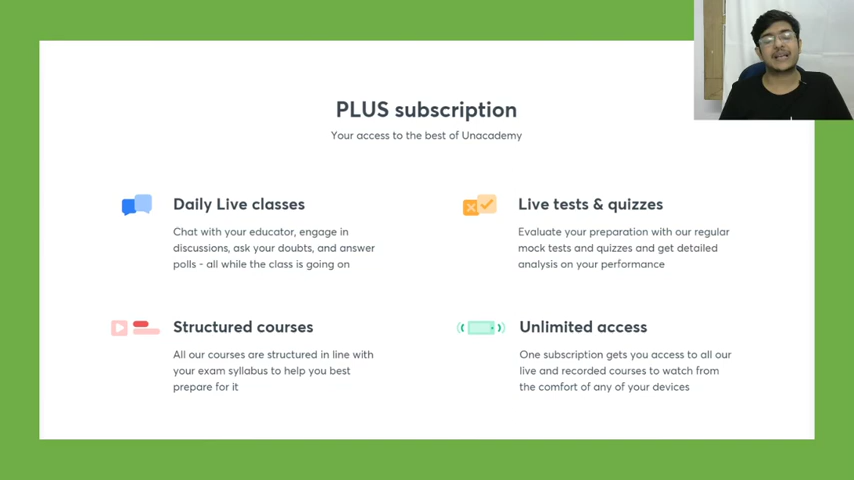 PLUS subscription
Your access to the best of Unacademy
Daily Live classes
Chat with your educator, engage in
discussions, ask your doubts, and answer
polls - all while the class is going on
Live tests & quizzes
Evaluate your preparation with our regular
mock tests and quizzes and get detailed
analysis on your performance
Structured courses
All our courses are structured in line with
your exam syllabus to help you best
prepare for it
Unlimited access
One subscription gets you access to all our
live and recorded courses to watch from
the comfort of any of your devices